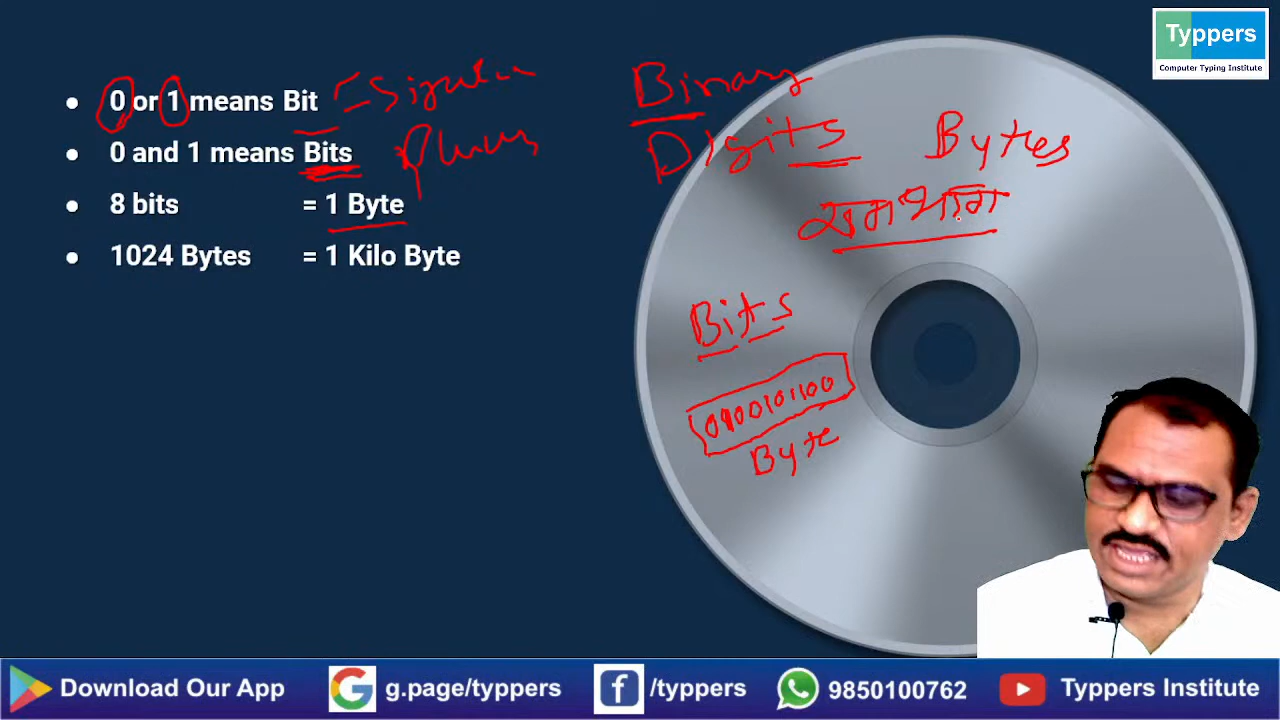 Typpers
Computer Typing Institute
0 or 1 means Bit
0 and 1 means Bits
8 bits = 1 Byte
1024 Bytes = 1 Kilo Byte
Binary
Digits
Bytes
समभाग
Bits
Byte
Download Our App
g.page/typpers
/typpers
9850100762
Typpers Institute